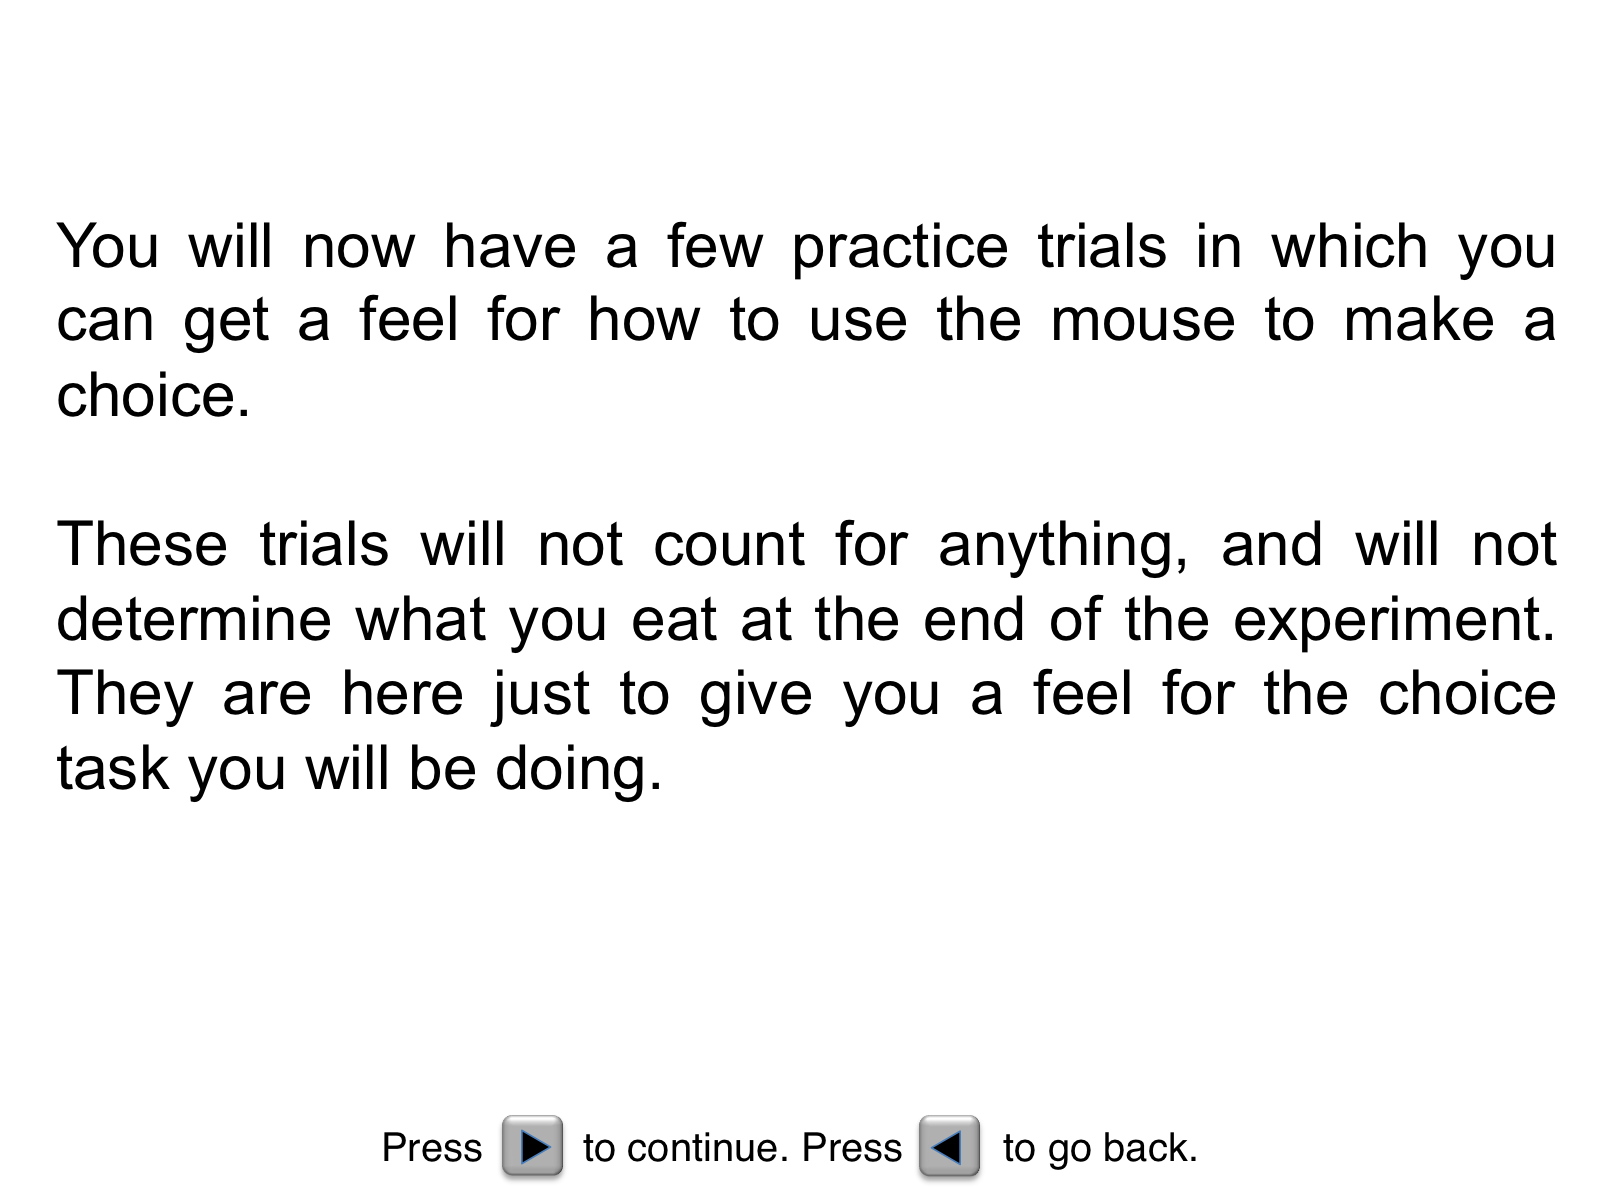 You will now have a few practice trials in which you
can get a feel for how to use the mouse to make a
choice.
These trials will not count for anything, and will not
determine what you eat at the end of the experiment.
They are here just to give you a feel for the choice
task you will be doing.
Press to continue. Press to go back.